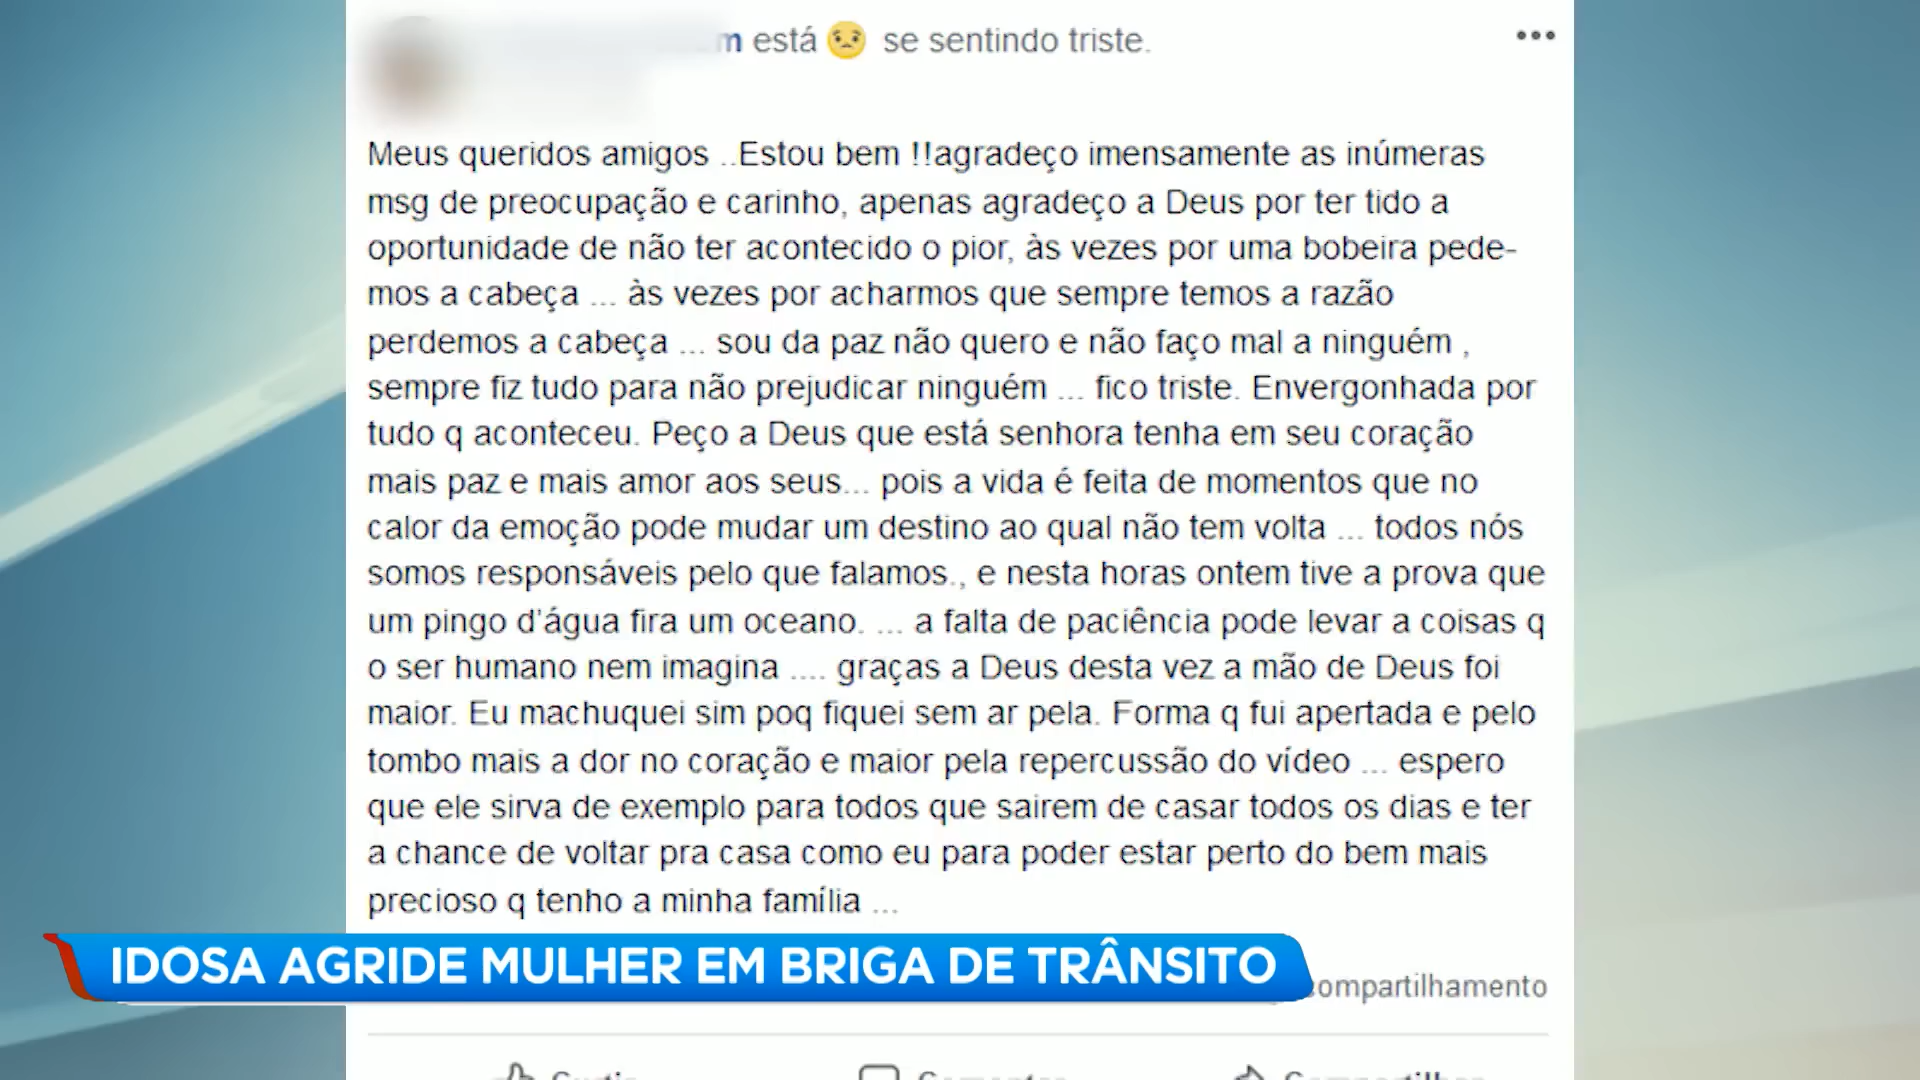 m está se sentindo triste.
Meus queridos amigos ..Estou bem !!agradeço imensamente as inúmeras
msg de preocupação e carinho, apenas agradeço a Deus por ter tido a
oportunidade de não ter acontecido o pior, às vezes por uma bobeira pede-
mos a cabeça ... às vezes por acharmos que sempre temos a razão
perdemos a cabeça ... sou da paz não quero e não faço mal a ninguém ,
sempre fiz tudo para não prejudicar ninguém ... fico triste. Envergonhada por
tudo q aconteceu. Peço a Deus que está senhora tenha em seu coração
mais paz e mais amor aos seus... pois a vida é feita de momentos que no
calor da emoção pode mudar um destino ao qual não tem volta ... todos nós
somos responsáveis pelo que falamos., e nesta horas ontem tive a prova que
um pingo d'água fira um oceano. ... a falta de paciência pode levar a coisas q
o ser humano nem imagina .... graças a Deus desta vez a mão de Deus foi
maior. Eu machuquei sim poq fiquei sem ar pela. Forma q fui apertada e pelo
tombo mais a dor no coração e maior pela repercussão do vídeo ... espero
que ele sirva de exemplo para todos que sairem de casar todos os dias e ter
a chance de voltar pra casa como eu para poder estar perto do bem mais
precioso q tenho a minha família ...
IDOSA AGRIDE MULHER EM BRIGA DE TRÂNSITO
compartilhamento
Curtir Comentar Compartilhar